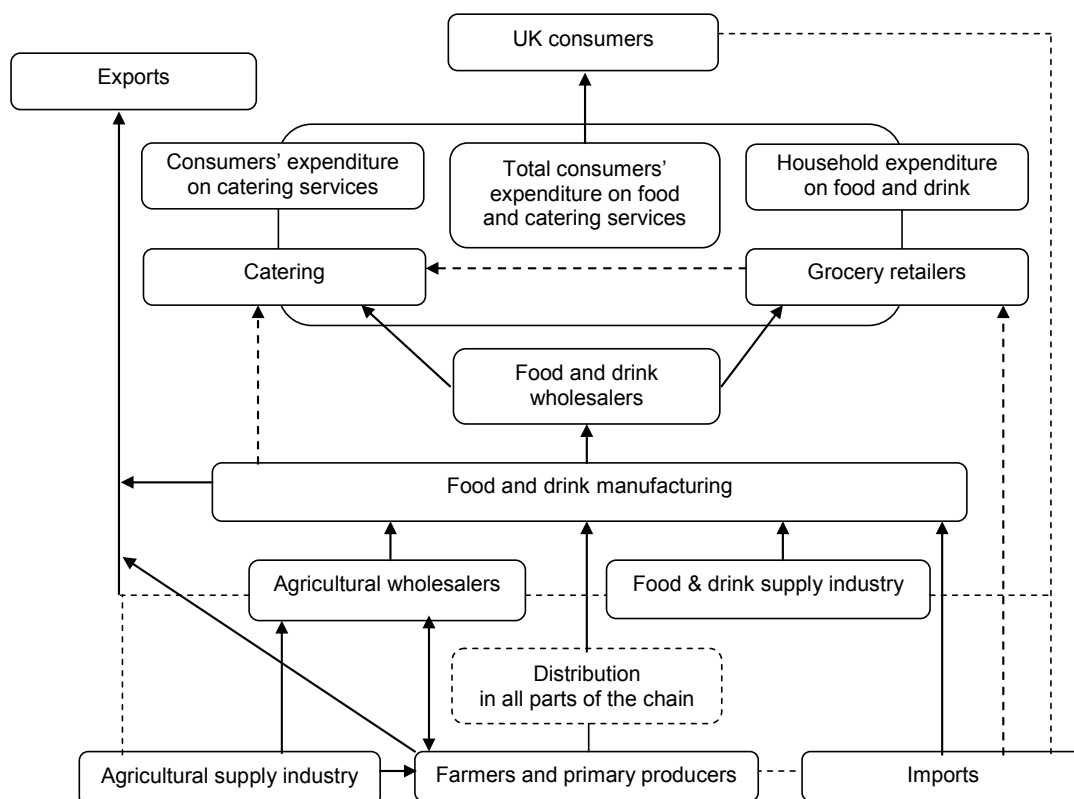 UK consumers
Exports
Consumers’ expenditure
on catering services
Total consumers’
expenditure on food
and catering services
Household expenditure
on food and drink
Catering
Grocery retailers
Food and drink
wholesalers
Food and drink manufacturing
Agricultural wholesalers
Food & drink supply industry
Distribution
in all parts of the chain
Agricultural supply industry
Farmers and primary producers
Imports